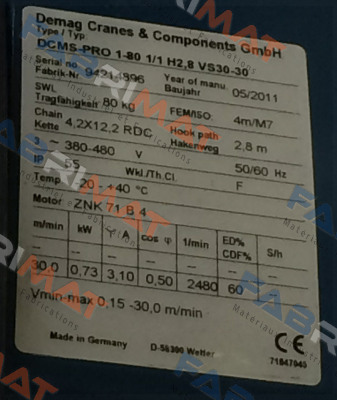 Demag Cranes & Components GmbH
Type / Typ.
DCMS-PRO 1-80 1/1 H2,8 VS30-30
Serial no. Fabrik-Nr. 94214896 Year of manu. Baujahr 05/2011
SWL Tragfähigkeit 80 kg FEM/ISO: 4m/M7
Chain Kette 4,2X12,2 RDC Hook path Hakenweg 2,8 m
3 ~ 380-480 V 50/60 Hz
IP 55 Wkl./Th.Cl. F
Temp. -20 - +40 °C
Motor ZNK 71 B 4
m/min kW Y A cos φ 1/min ED% CDF% S/h
-- -- -- -- -- -- --
30,0 0,73 3,10 0,50 2480 60 --
Vmin-max 0,15 -30,0 m/min
Made in Germany D-58300 Wetter CE
71847945
FABRIMAT